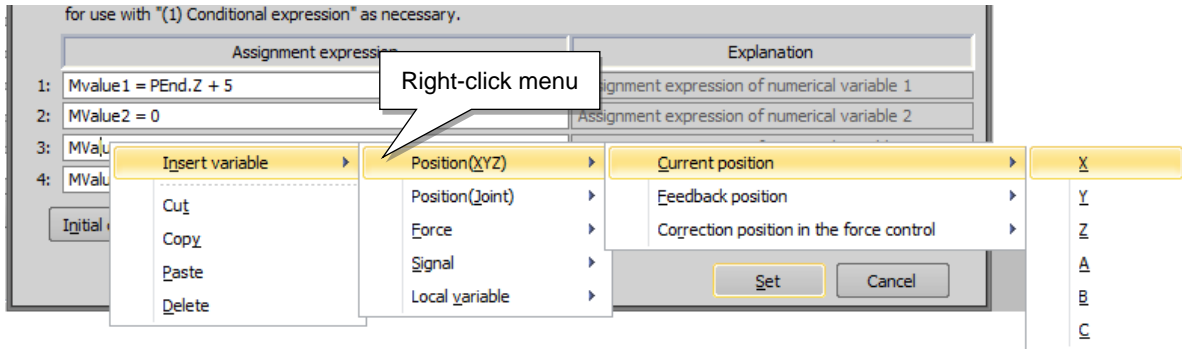 for use with "(1) Conditional expression" as necessary.
Assignment expression Explanation
Right-click menu
1: Mvalue1 = PEnd.Z + 5 Assignment expression of numerical variable 1
2: MValue2 = 0 Assignment expression of numerical variable 2
3: MValu
4: MValu
Insert variable Position(XYZ) Current position X
Cut Position(Joint) Feedback position Y
Copy Force Correction position in the force control Z
Paste Signal A
Delete Local variable B
C
Initial
Set Cancel